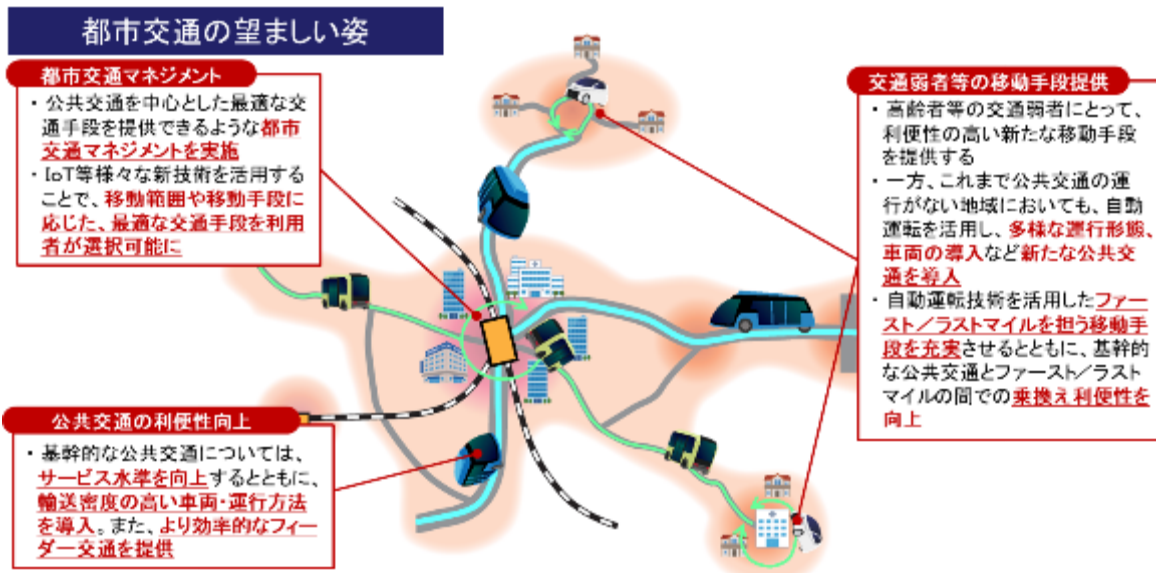 都市交通の望ましい姿
都市交通マネジメント
・公共交通を中心とした最適な交
通手段を提供できるような都市
交通マネジメントを実施
・IoT等様々な新技術を活用する
ことで、移動範囲や移動手段に
応じた、最適な交通手段を利用
者が選択可能に
公共交通の利便性向上
・基幹的な公共交通については、
サービス水準を向上するとともに、
輸送密度の高い車両・運行方法
を導入。また、より効率的なフィー
ダー交通を提供
交通弱者等の移動手段提供
・高齢者等の交通弱者にとって、
利便性の高い新たな移動手段
を提供する
・一方、これまで公共交通の運
行がない地域においても、自動
運転を活用し、多様な運行形態、
車両の導入など新たな公共交
通を導入
・自動運転技術を活用したファー
スト／ラストマイルを担う移動手
段を充実させるとともに、基幹的
な公共交通とファースト／ラスト
マイルの間での乗換え利便性を
向上